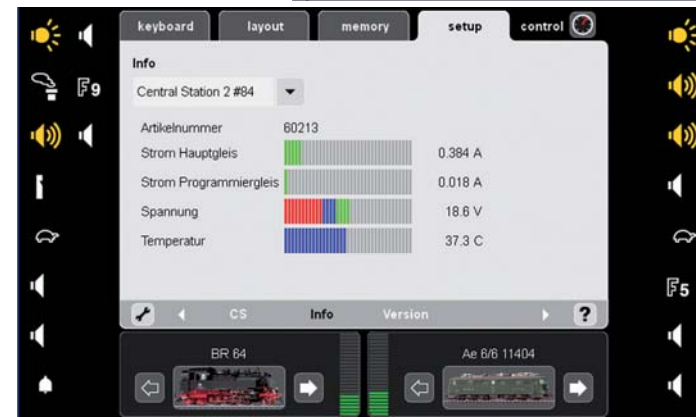 keyboard layout memory setup control
Info
Central Station 2 #84
Artikelnummer 60213
Strom Hauptgleis 0.384 A
Strom Programmiergleis 0.018 A
Spannung 18.6 V
Temperatur 37.3 C
F9
F5
CS Info Version ?
BR 64 Ae 6/6 11404